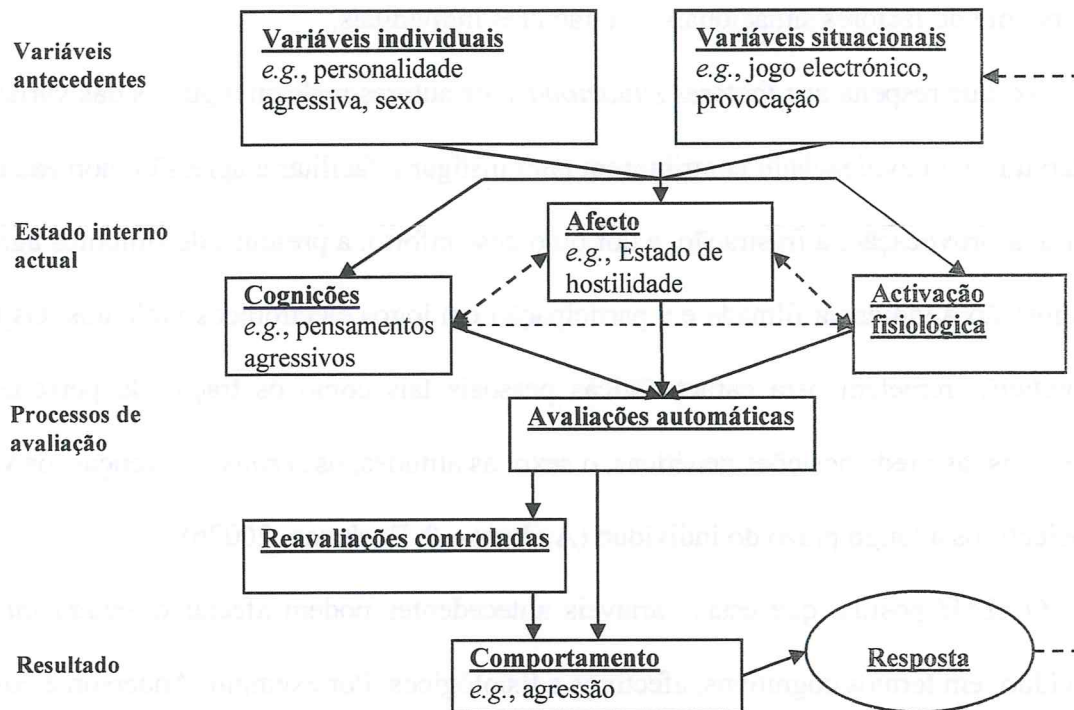 Variáveis
antecedentes
Variáveis individuais
e.g., personalidade
agressiva, sexo
Variáveis situacionais
e.g., jogo electrónico,
provocação
Estado interno
actual
Afecto
e.g., Estado de
hostilidade
Cognições
e.g., pensamentos
agressivos
Activação
fisiológica
Processos de
avaliação
Avaliações automáticas
Reavaliações controladas
Resultado
Comportamento
e.g., agressão
Resposta